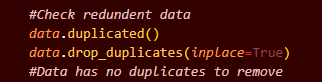 #Check redundent data
data.duplicated()
data.drop_duplicates(inplace=True)
#Data has no duplicates to remove